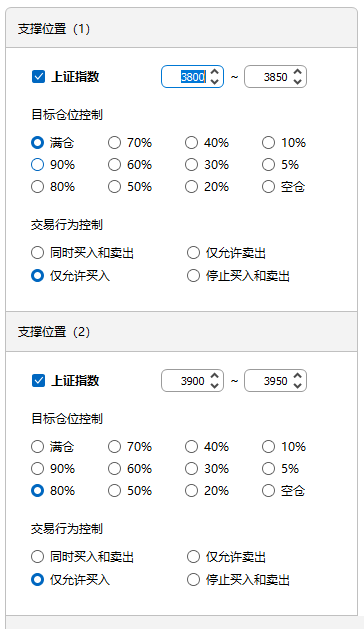 支撑位置（1）
上证指数 3800 ~ 3850
目标仓位控制
满仓 70% 40% 10%
90% 60% 30% 5%
80% 50% 20% 空仓
交易行为控制
同时买入和卖出 仅允许卖出
仅允许买入 停止买入和卖出
支撑位置（2）
上证指数 3900 ~ 3950
目标仓位控制
满仓 70% 40% 10%
90% 60% 30% 5%
80% 50% 20% 空仓
交易行为控制
同时买入和卖出 仅允许卖出
仅允许买入 停止买入和卖出